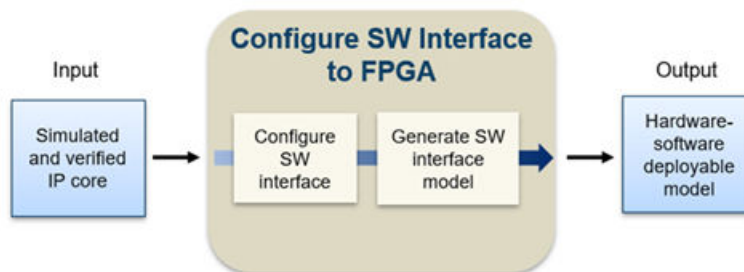 Configure SW Interface
to FPGA
Input
Output
Simulated
and verified
IP core
Configure
SW
interface
Generate SW
interface
model
Hardware-
software
deployable
model